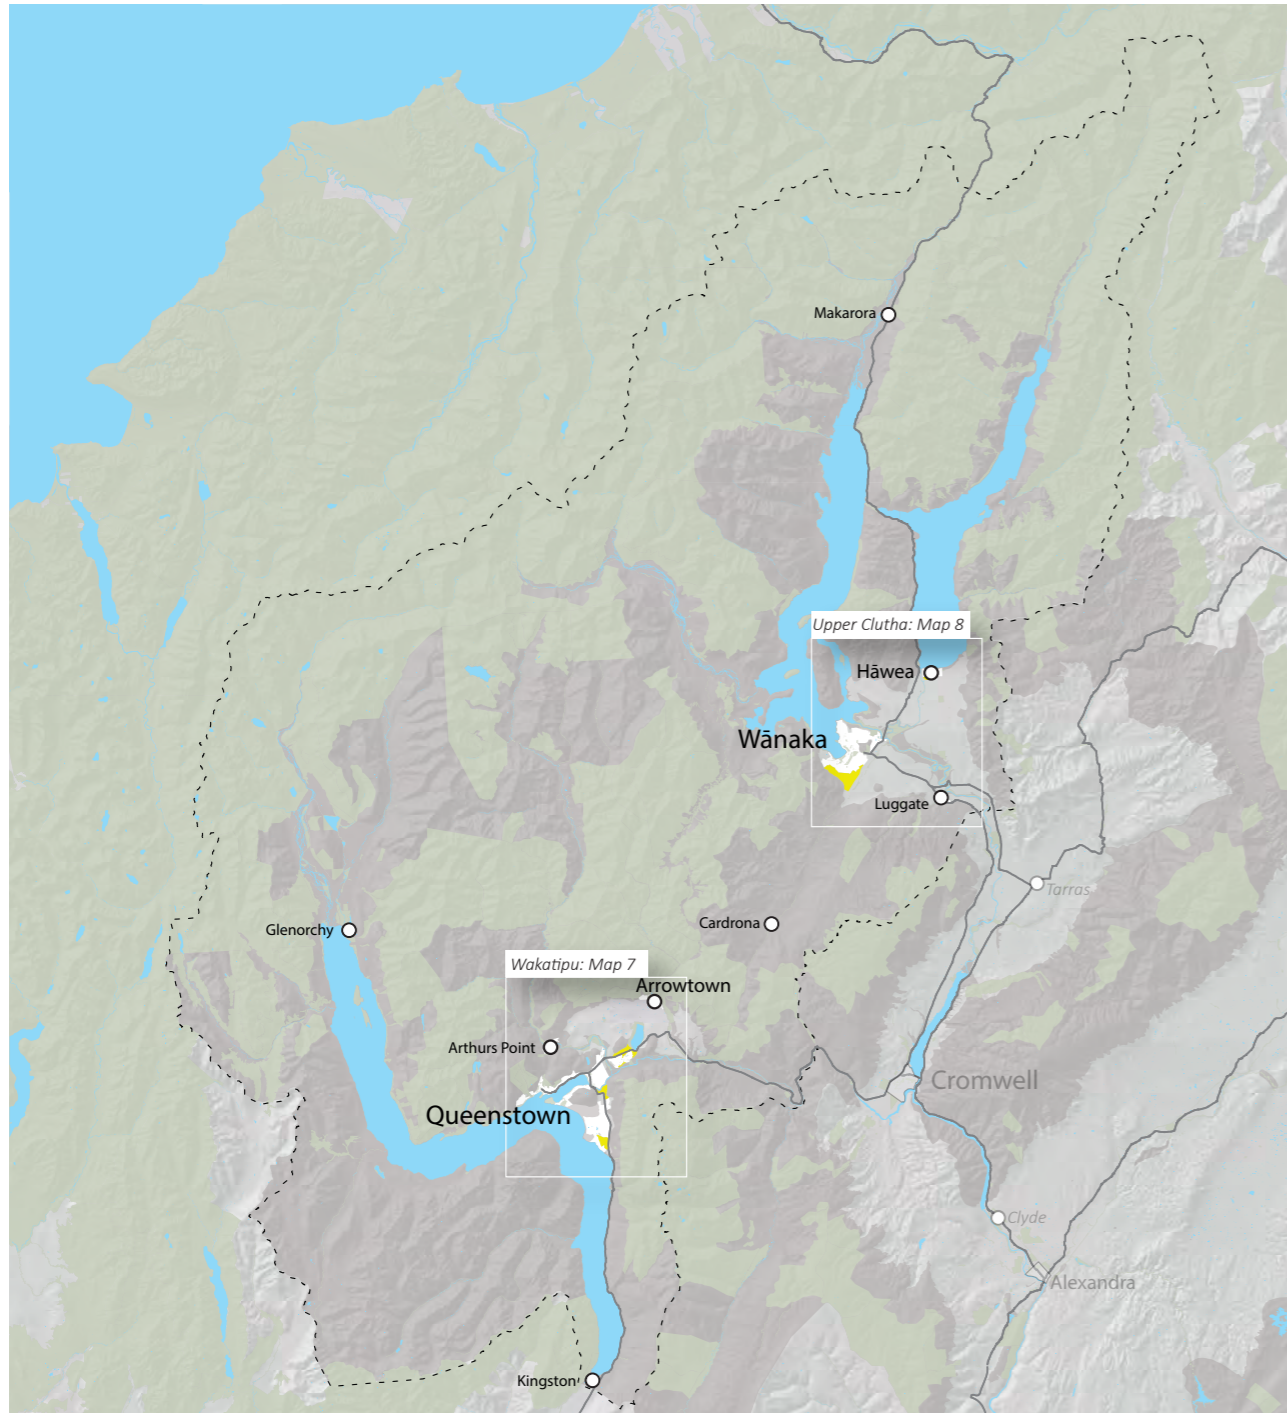 Makarora
Upper Clutha: Map 8
Hāwea
Wānaka
Luggate
Tarras
Cardrona
Glenorchy
Wakatipu: Map 7
Arrowtown
Arthurs Point
Cromwell
Queenstown
Clyde
Alexandra
Kingston